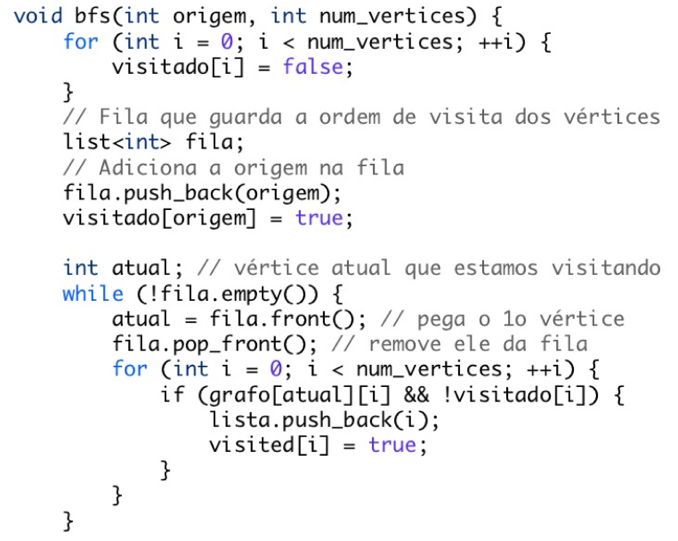 void bfs(int origem, int num_vertices) {
    for (int i = 0; i < num_vertices; ++i) {
        visitado[i] = false;
    }
    // Fila que guarda a ordem de visita dos vértices
    list<int> fila;
    // Adiciona a origem na fila
    fila.push_back(origem);
    visitado[origem] = true;

    int atual; // vértice atual que estamos visitando
    while (!fila.empty()) {
        atual = fila.front(); // pega o 1o vértice
        fila.pop_front(); // remove ele da fila
        for (int i = 0; i < num_vertices; ++i) {
            if (grafo[atual][i] && !visitado[i]) {
                lista.push_back(i);
                visited[i] = true;
            }
        }
    }